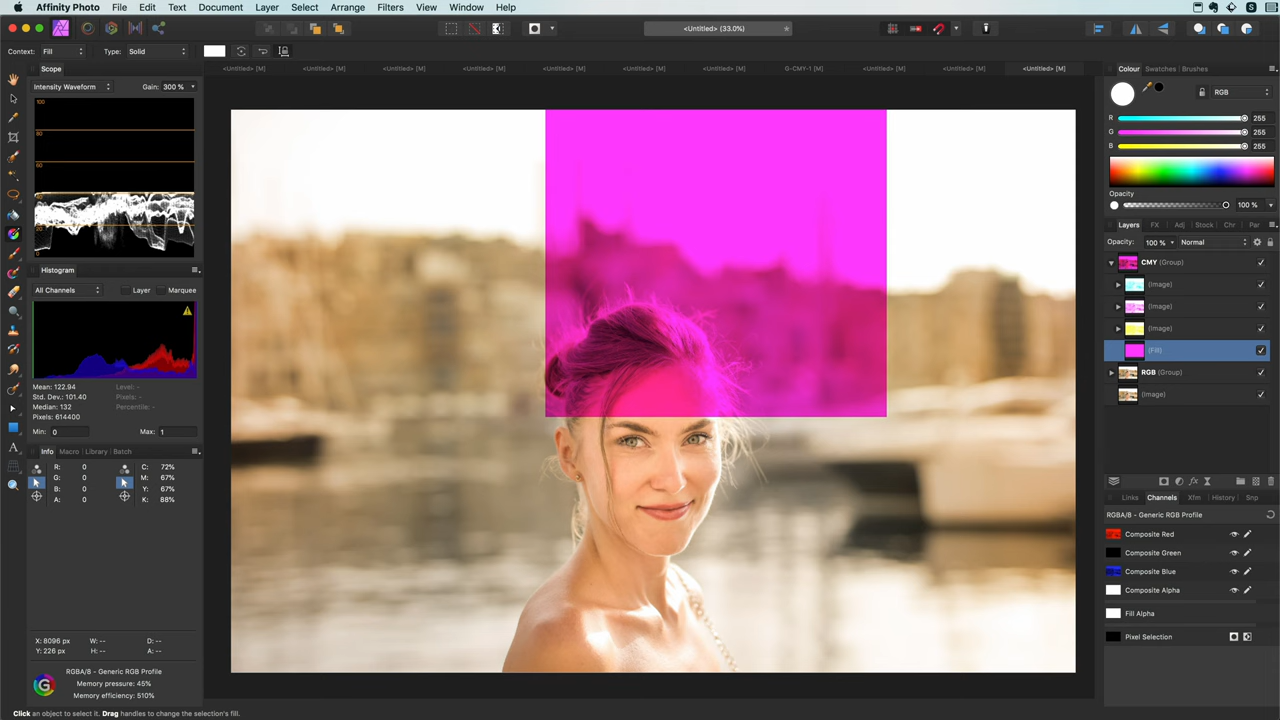 Affinity Photo File Edit Text Document Layer Select Arrange Filters View Window Help
<Untitled> (33.0%)
Context: Fill Type: Solid
Scope
<Untitled> [M] <Untitled> [M] <Untitled> [M] <Untitled> [M] <Untitled> [M] <Untitled> [M] <Untitled> [M] G-CMY-1 [M] <Untitled> [M] <Untitled> [M] <Untitled> [M]
Intensity Waveform Gain: 300 %
100
80
60
20
0
Histogram
All Channels Layer Marquee
Mean: 122.94 Level: -
Std. Dev.: 101.40 Count: -
Median: 132 Percentile: -
Pixels: 614400
Min: 0 Max: 1
Info Macro Library Batch
R: 0 C: 72%
G: 0 M: 67%
B: 0 Y: 67%
A: 0 K: 88%
X: 8096 px W: -- D: --
Y: 226 px H: -- A: --
RGBA/8 - Generic RGB Profile
Memory pressure: 45%
Memory efficiency: 510%
Click an object to select it. Drag handles to change the selection's fill.
Colour Swatches Brushes
RGB
R 255
G 255
B 255
Opacity
100 %
Layers FX Adj Stock Chr Per
Opacity: 100 % Normal
CMY (Group)
(Image)
(Image)
(Image)
(Fill)
RGB (Group)
(Image)
Links Channels Xfm History Snp
RGBA/8 - Generic RGB Profile
Composite Red
Composite Green
Composite Blue
Composite Alpha
Fill Alpha
Pixel Selection